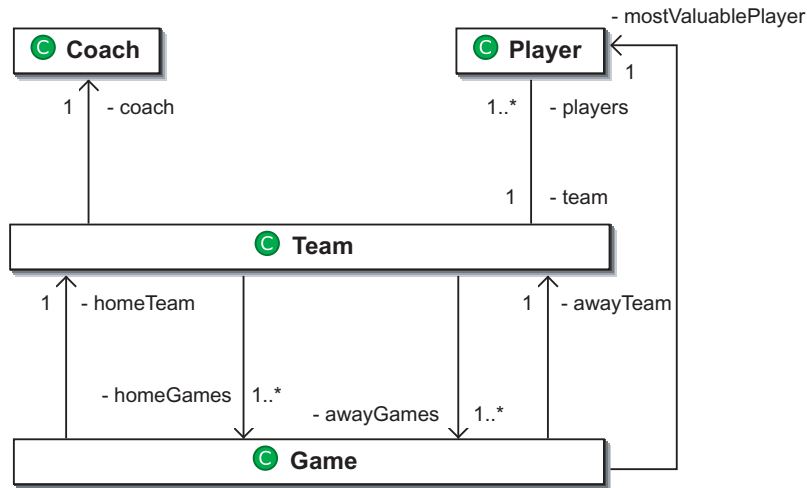 - mostValuablePlayer
C Coach
C Player
1
1 - coach
1..* - players
1 - team
C Team
1 - homeTeam
1 - awayTeam
- homeGames 1..*
- awayGames 1..*
C Game